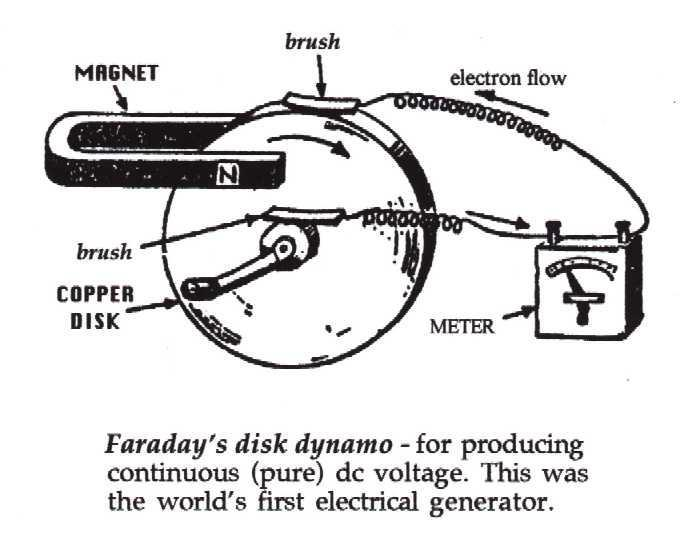 brush
MAGNET
electron flow
N
brush
COPPER
DISK
METER
Faraday's disk dynamo - for producing
continuous (pure) dc voltage. This was
the world's first electrical generator.